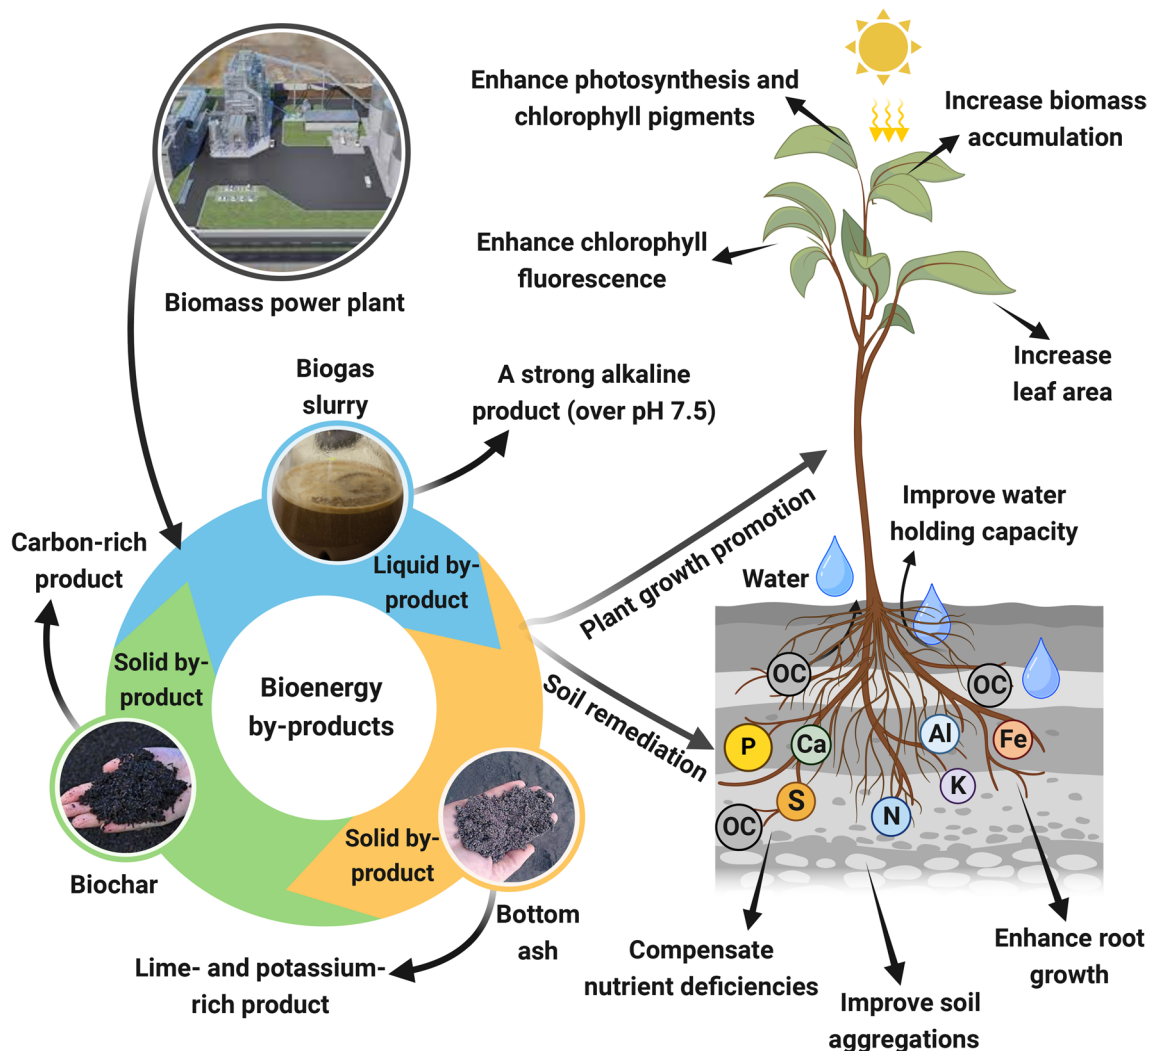 Enhance photosynthesis and
chlorophyll pigments
Increase biomass
accumulation
Enhance chlorophyll
fluorescence
Biomass power plant
Increase
leaf area
Biogas
slurry
A strong alkaline
product (over pH 7.5)
Carbon-rich
product
Liquid by-
product
Plant growth promotion
Improve water
holding capacity
Water
Solid by-
product
Bioenergy
by-products
Soil remediation
OC
OC
P
Ca
Al
Fe
K
S
N
OC
Solid by-
product
Biochar
Bottom
ash
Lime- and potassium-
rich product
Compensate
nutrient deficiencies
Enhance root
growth
Improve soil
aggregations